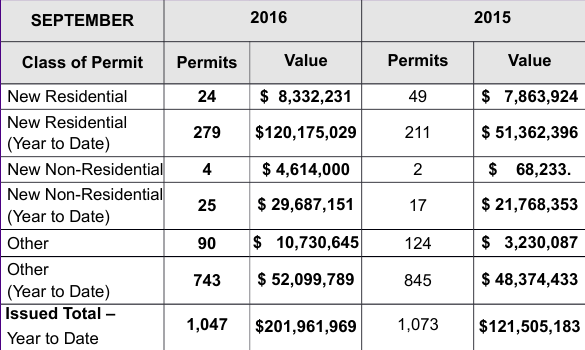 SEPTEMBER 2016 2015
Class of Permit Permits Value Permits Value
New Residential 24 $ 8,332,231 49 $ 7,863,924
New Residential
(Year to Date) 279 $120,175,029 211 $ 51,362,396
New Non-Residential 4 $ 4,614,000 2 $ 68,233.
New Non-Residential
(Year to Date) 25 $ 29,687,151 17 $ 21,768,353
Other 90 $ 10,730,645 124 $ 3,230,087
Other
(Year to Date) 743 $ 52,099,789 845 $ 48,374,433
Issued Total –
Year to Date 1,047 $201,961,969 1,073 $121,505,183